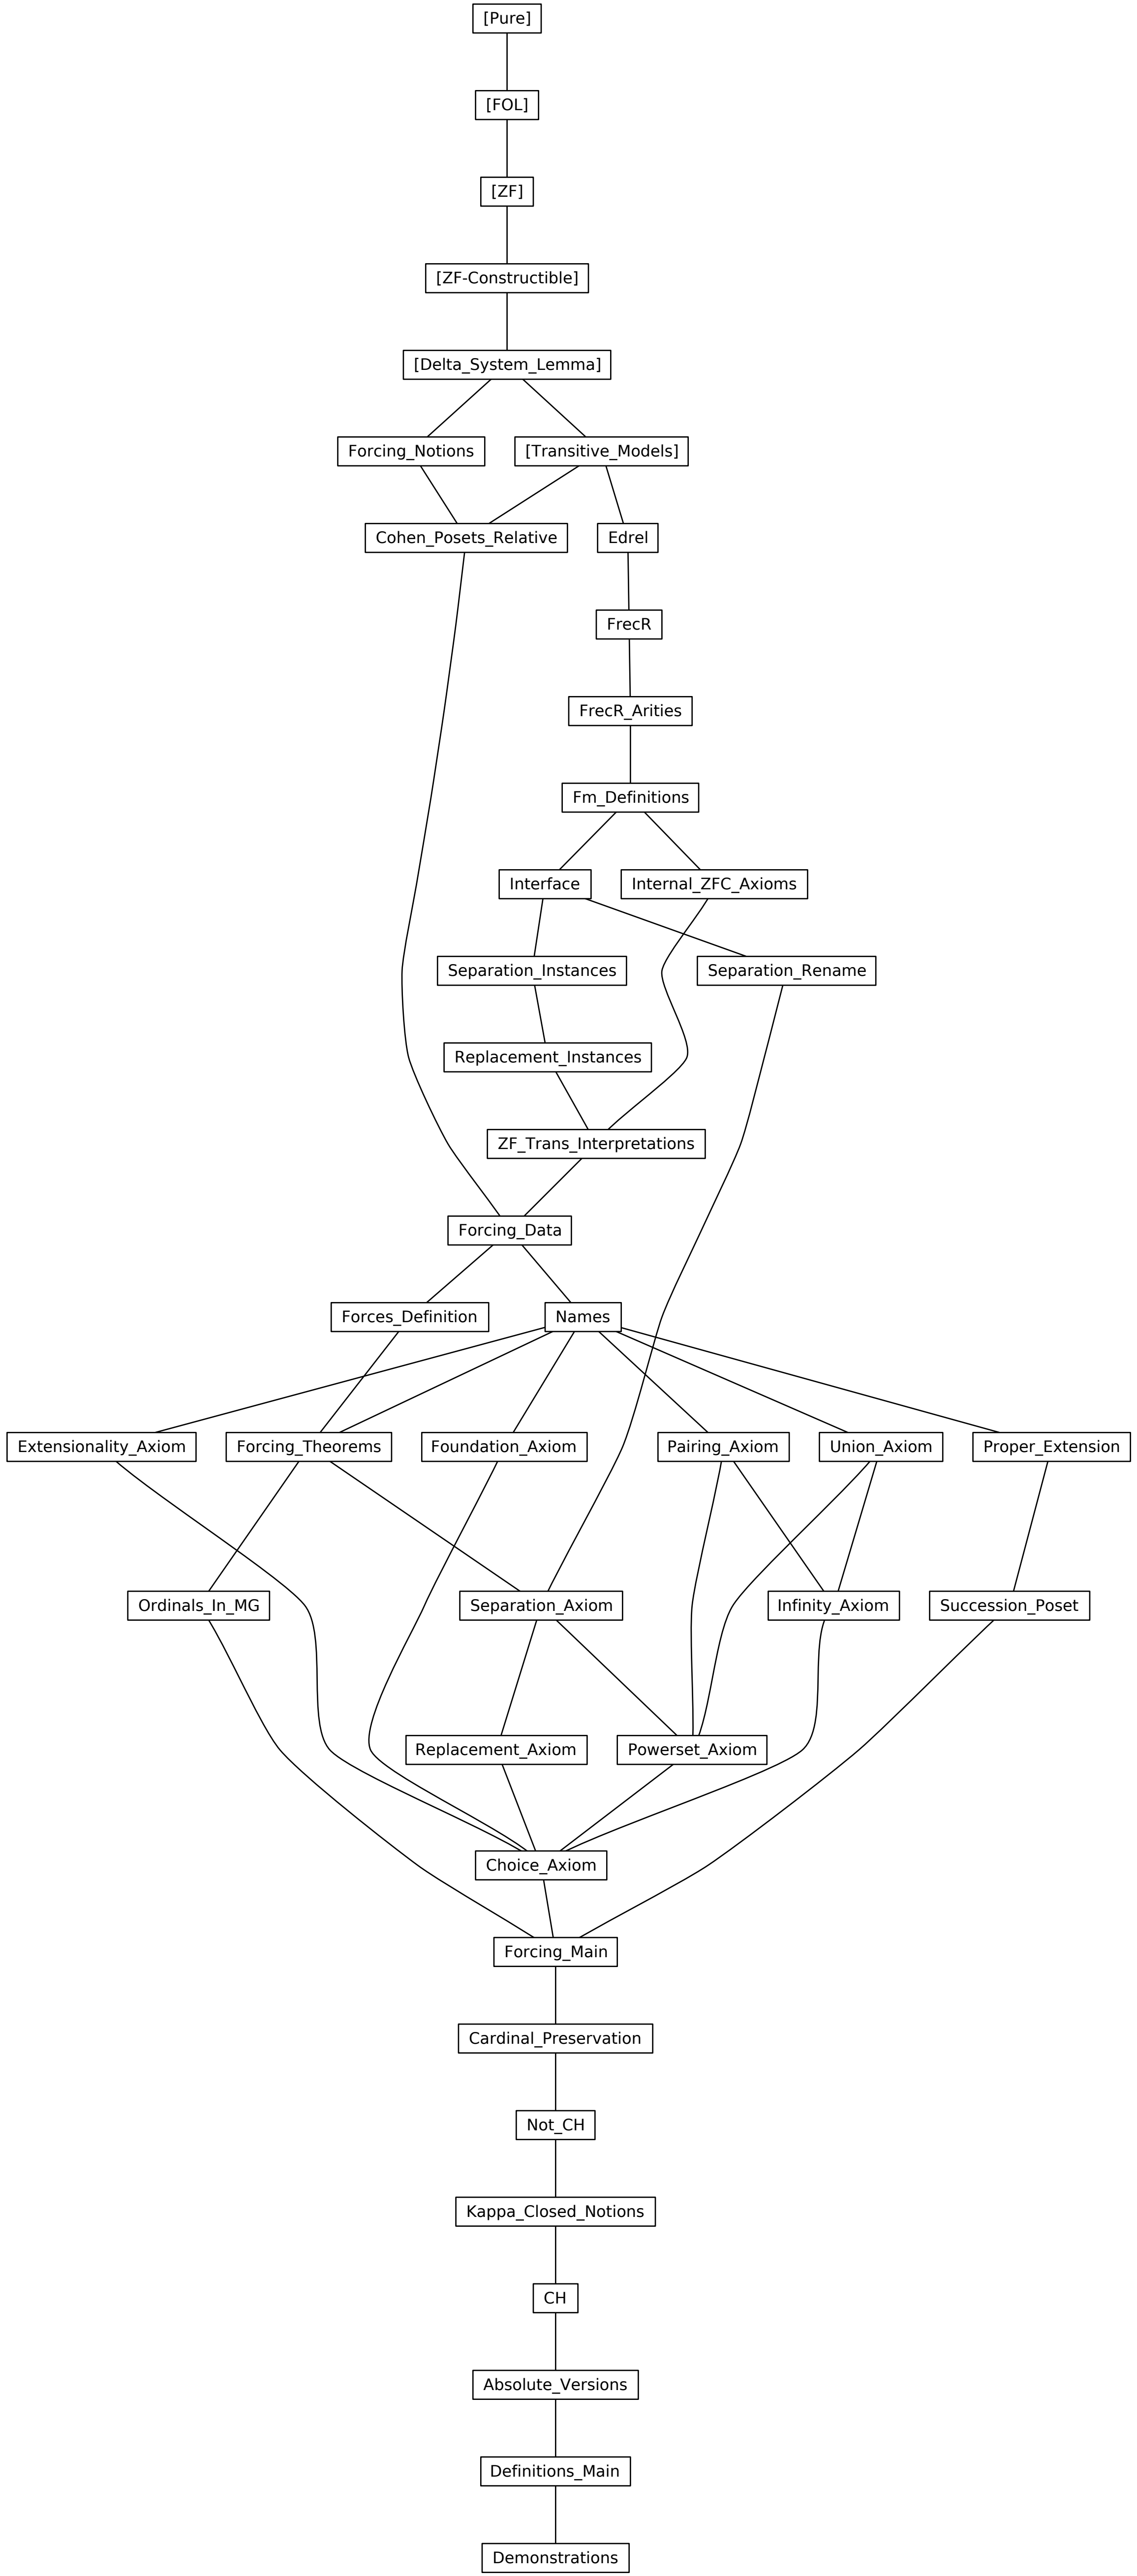 [Pure]
[FOL]
[ZF]
[ZF-Constructible]
[Delta_System_Lemma]
Forcing_Notions
[Transitive_Models]
Cohen_Posets_Relative
Edrel
FrecR
FrecR_Arities
Fm_Definitions
Interface
Internal_ZFC_Axioms
Separation_Instances
Separation_Rename
Replacement_Instances
ZF_Trans_Interpretations
Forcing_Data
Forces_Definition
Names
Extensionality_Axiom
Forcing_Theorems
Foundation_Axiom
Pairing_Axiom
Union_Axiom
Proper_Extension
Ordinals_In_MG
Separation_Axiom
Infinity_Axiom
Succession_Poset
Replacement_Axiom
Powerset_Axiom
Choice_Axiom
Forcing_Main
Cardinal_Preservation
Not_CH
Kappa_Closed_Notions
CH
Absolute_Versions
Definitions_Main
Demonstrations